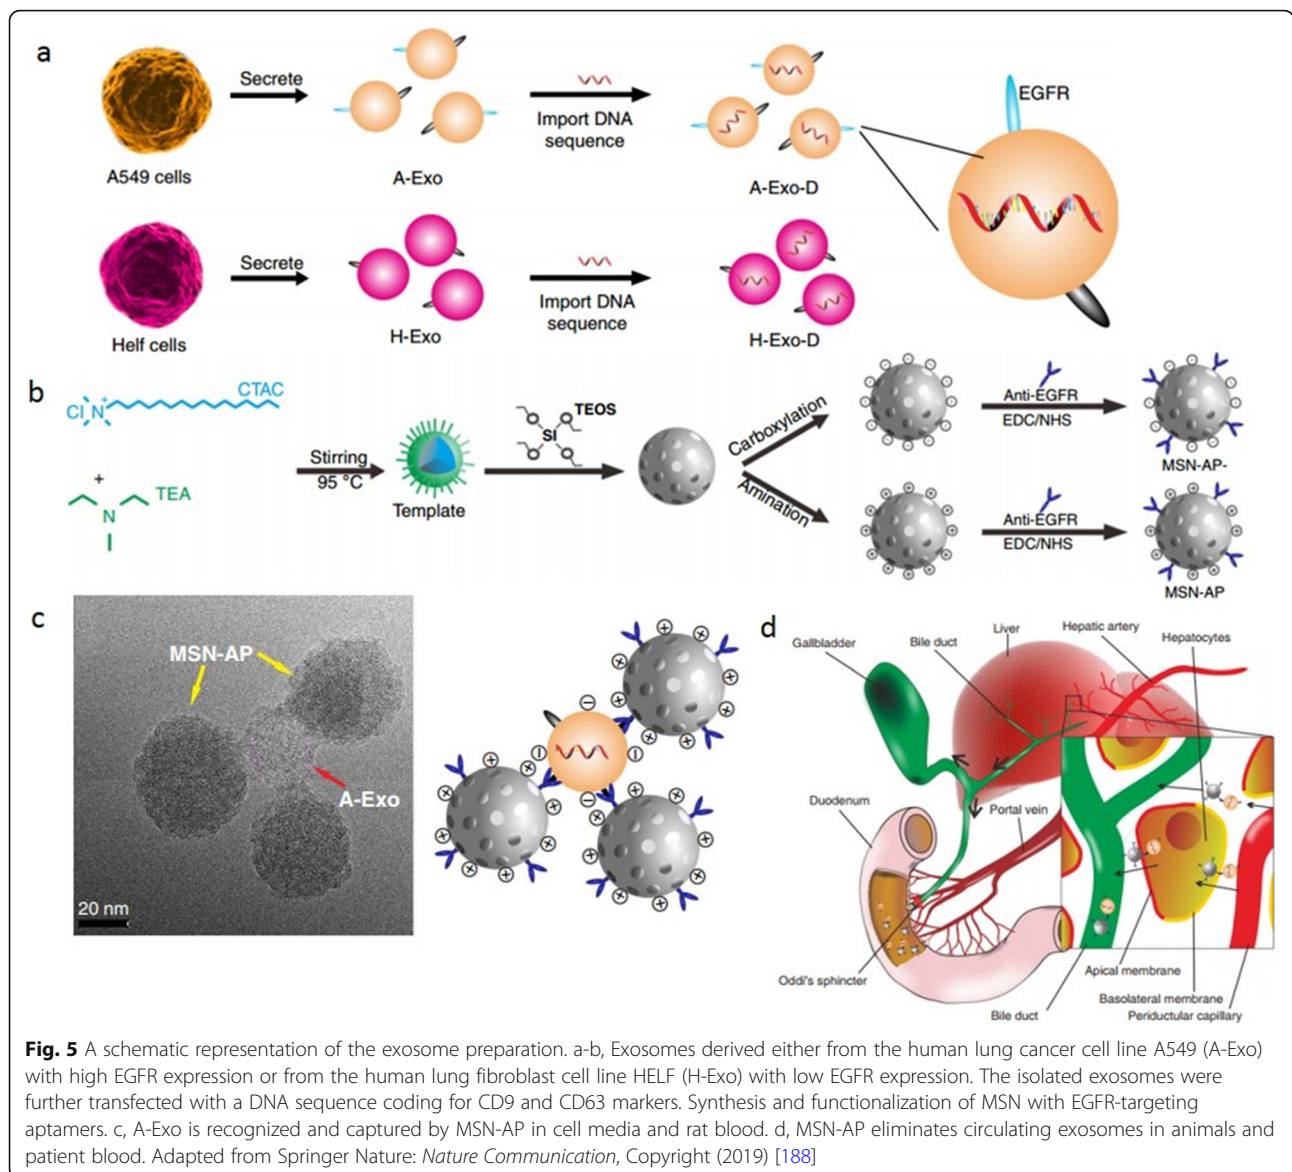 a
Secrete
EGFR
Import DNA
sequence
A549 cells
A-Exo
A-Exo-D
Secrete
Import DNA
sequence
Helf cells
H-Exo
H-Exo-D
b
CTAC
Cl N+
TEOS
SI
Carboxylation
Anti-EGFR
EDC/NHS
MSN-AP-
Stirring
95 °C
+
TEA
N
Template
Amination
Anti-EGFR
EDC/NHS
MSN-AP
c
MSN-AP
A-Exo
20 nm
d
Gallbladder
Bile duct
Liver
Hepatic artery
Hepatocytes
Duodenum
Portal vein
Oddi's sphincter
Apical membrane
Basolateral membrane
Bile duct
Periductular capillary
Fig. 5 A schematic representation of the exosome preparation. a-b, Exosomes derived either from the human lung cancer cell line A549 (A-Exo)
with high EGFR expression or from the human lung fibroblast cell line HELF (H-Exo) with low EGFR expression. The isolated exosomes were
further transfected with a DNA sequence coding for CD9 and CD63 markers. Synthesis and functionalization of MSN with EGFR-targeting
aptamers. c, A-Exo is recognized and captured by MSN-AP in cell media and rat blood. d, MSN-AP eliminates circulating exosomes in animals and
patient blood. Adapted from Springer Nature: Nature Communication, Copyright (2019) [188]